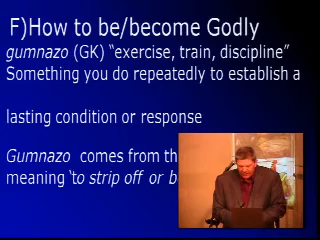 F)How to be/become Godly
gumnazo (GK) “exercise, train, discipline”
Something you do repeatedly to establish a
lasting condition or response
Gumnazo comes from th
meaning ‘to strip off or b